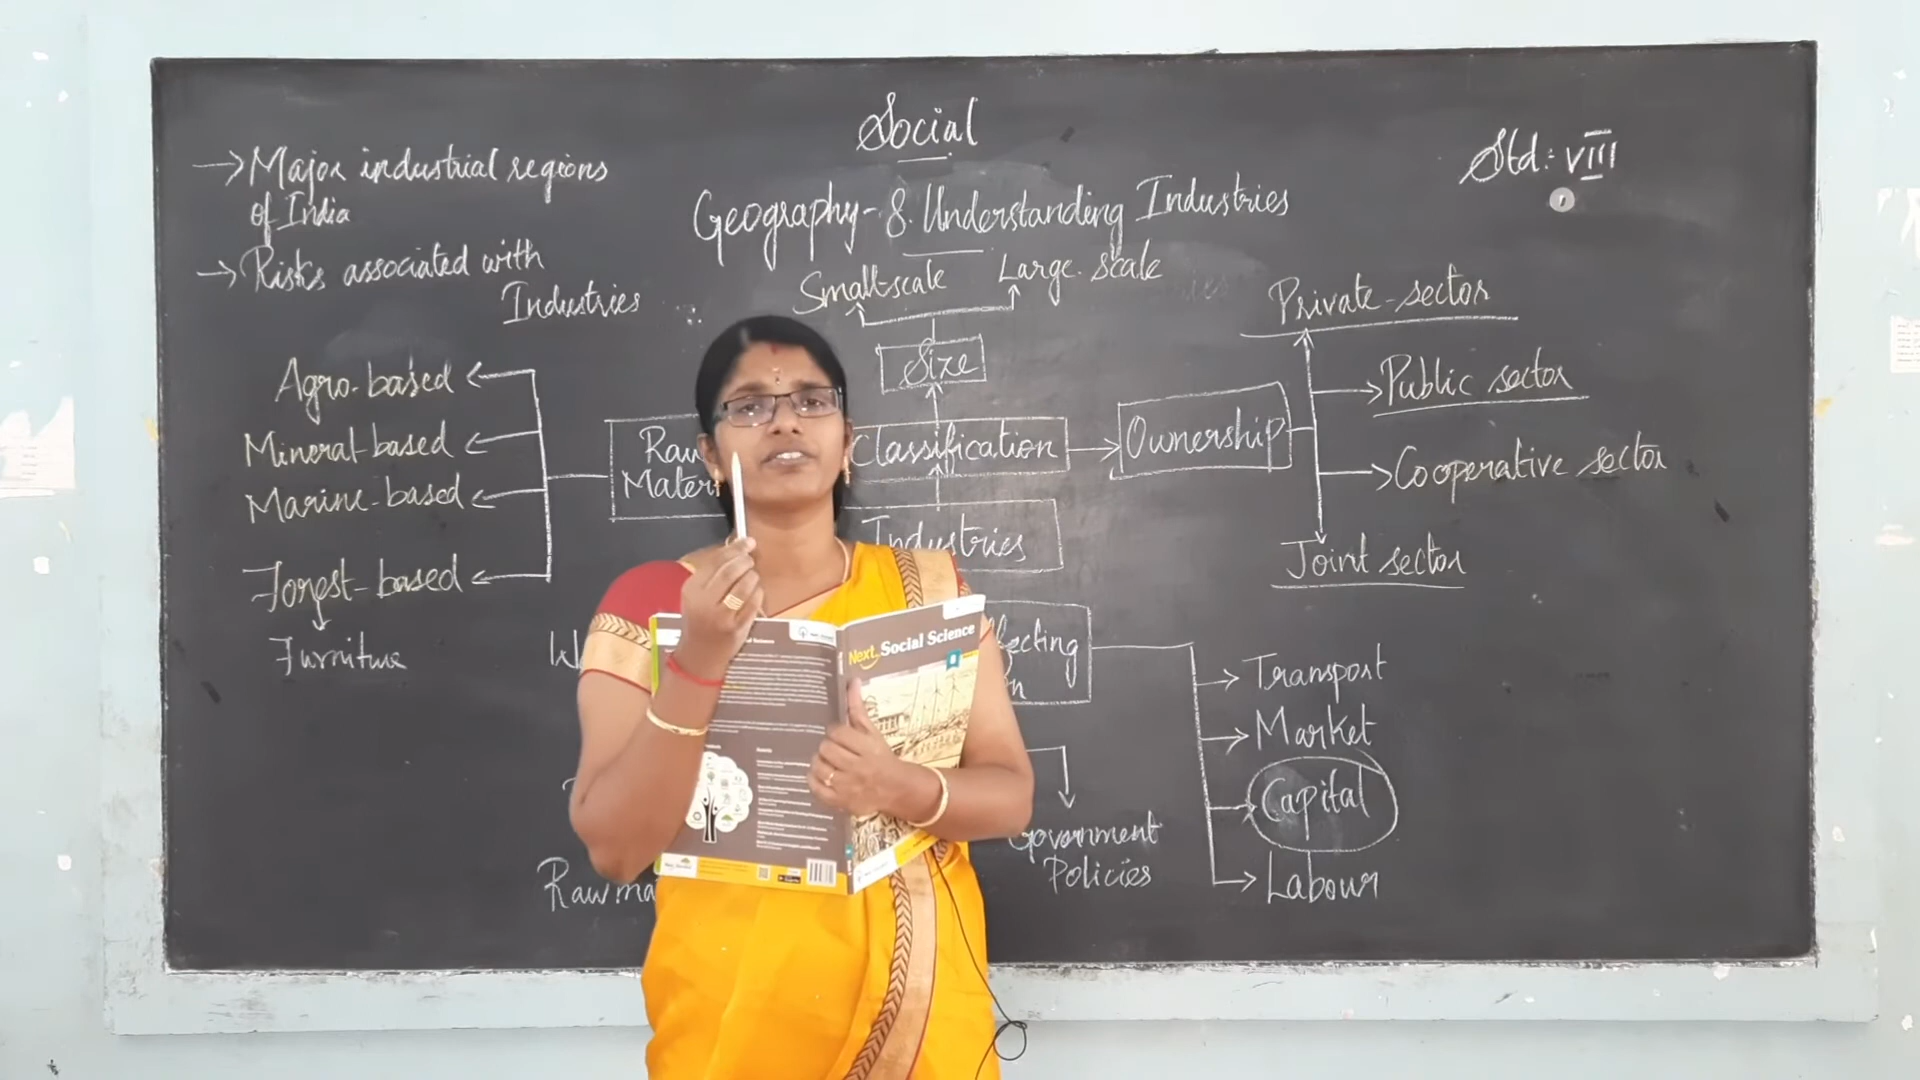 Social
Std: VIII
Geography - 8. Understanding Industries
→ Major industrial regions
of India
→ Risks associated with
Industries
Small-scale
Large-scale
Size
Classification
Industries
Raw
Agro-based
Mineral-based
Marine-based
Forest-based
Furniture
Ownership
Private-sector
Public sector
Cooperative sector
Joint sector
Transport
Market
Capital
Labour
Government
Policies
Raw
Next Social Science